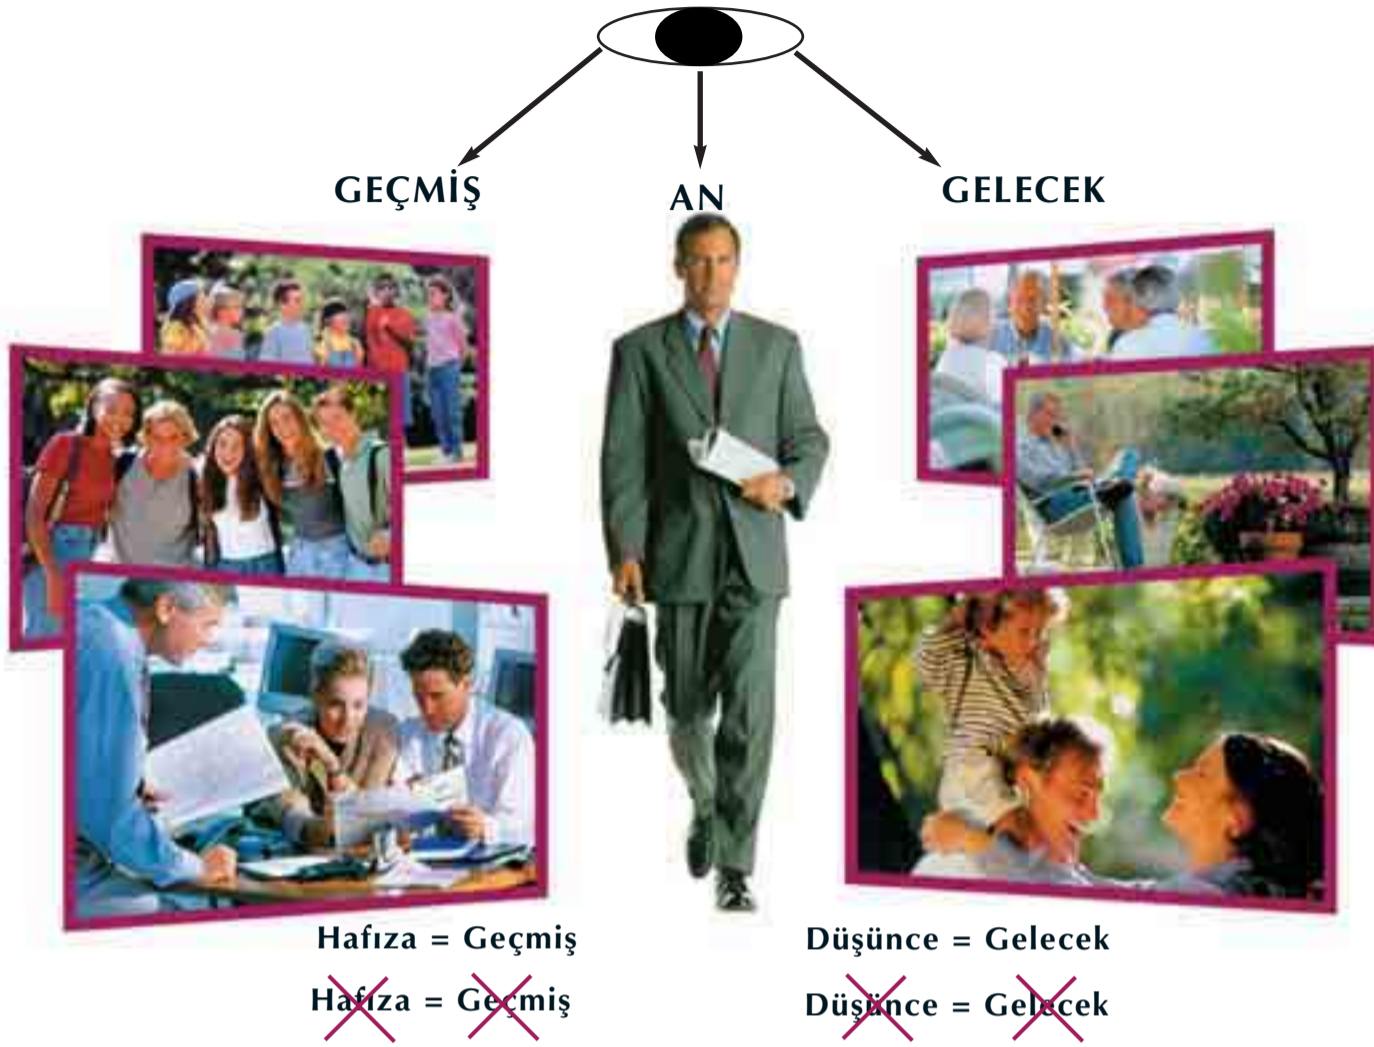 GEÇMİŞ
AN
GELECEK
Hafıza = Geçmiş
Düşünce = Gelecek
Hafıza = Geçmiş
Düşünce = Gelecek